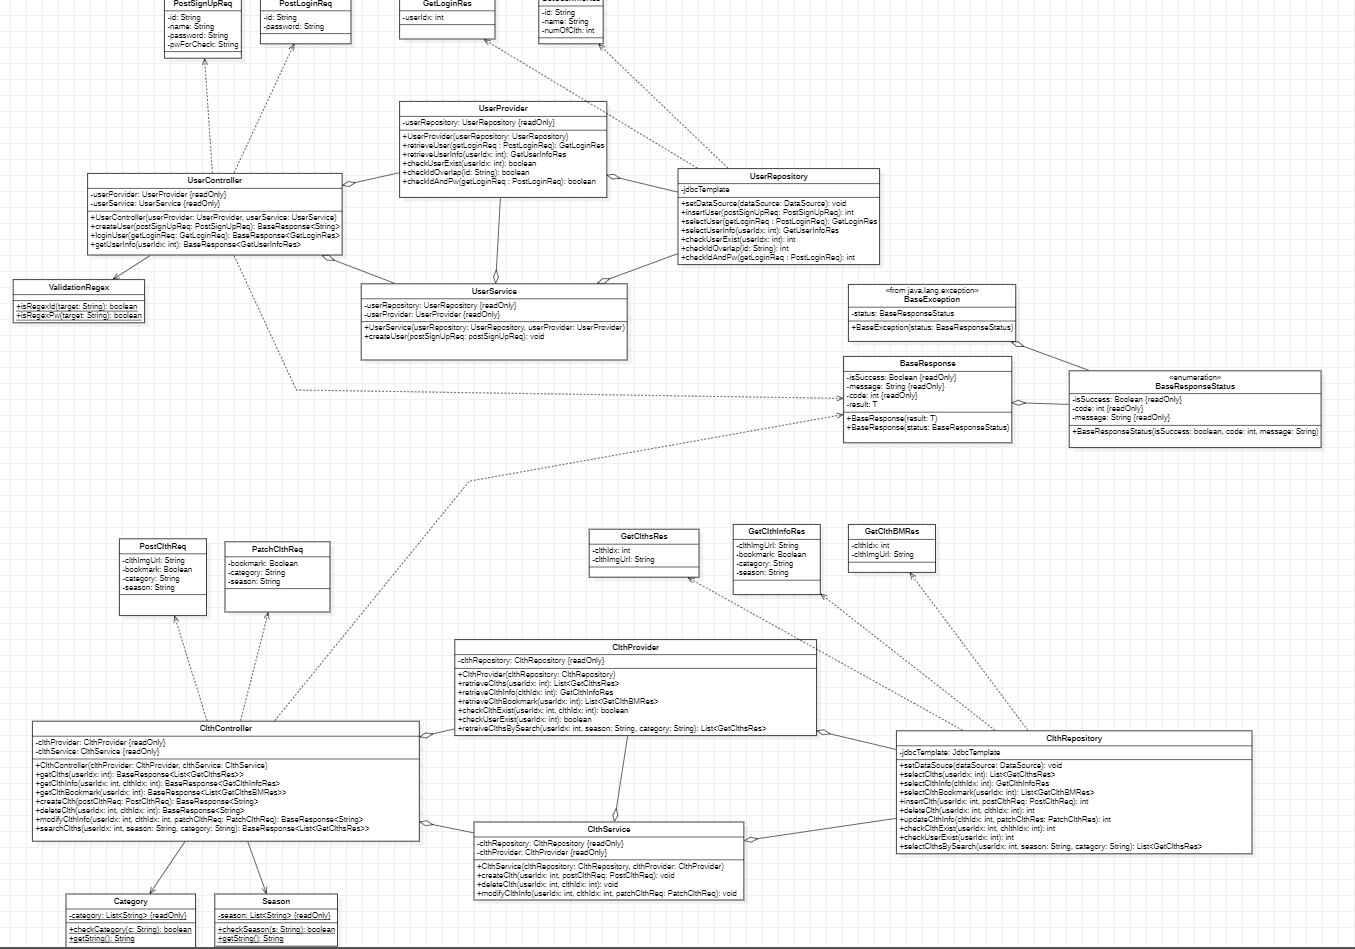 PostSignUpReq
-id: String
-name: String
-password: String
-pwForCheck: String
PostLoginReq
-id: String
-password: String
GetLoginRes
-userIdx: int
-id: String
-name: String
-numOfClth: int
UserProvider
-userRepository: UserRepository {readOnly}
+UserProvider(userRepository: UserRepository)
+retrieveUser(getLoginReq : PostLoginReq): GetLoginRes
+retrieveUserInfo(userIdx: int): GetUserInfoRes
+checkUserExist(userIdx: int): boolean
+checkIdOverlap(id: String): boolean
+checkIdAndPw(getLoginReq : PostLoginReq): boolean
UserController
-userPorvider: UserProvider {readOnly}
-userService: UserService {readOnly}
+UserController(userProvider: UserProvider, userService: UserService)
+createUser(postSignUpReq: PostSignUpReq): BaseResponse<String>
+loginUser(getLoginReq: GetLoginReq): BaseResponse<GetLoginRes>
+getUserInfo(userIdx: int): BaseResponse<GetUserInfoRes>
UserRepository
-jdbcTemplate
+setDataSource(dataSource: DataSource): void
+insertUser(postSignUpReq: PostSignUpReq): int
+selectUser(getLoginReq : PostLoginReq): GetLoginRes
+selectUserInfo(userIdx: int): GetUserInfoRes
+checkUserExist(userIdx: int): int
+checkIdOverlap(id: String): int
+checkIdAndPw(getLoginReq : PostLoginReq): int
ValidationRegex
+isRegexId(target: String): boolean
+isRegexPw(target: String): boolean
UserService
-userRepository: UserRepository {readOnly}
-userProvider: UserProvider {readOnly}
+UserService(userRepository: UserRepository, userProvider: UserProvider)
+createUser(postSignUpReq: postSignUpReq): void
«from java.lang.exception»
BaseException
-status: BaseResponseStatus
+BaseException(status: BaseResponseStatus)
BaseResponse
-isSuccess: Boolean {readOnly}
-message: String {readOnly}
-code: int {readOnly}
-result: T
+BaseResponse(result: T)
+BaseResponse(status: BaseResponseStatus)
«enumeration»
BaseResponseStatus
-isSuccess: Boolean {readOnly}
-code: int {readOnly}
-message: String {readOnly}
+BaseResponseStatus(isSuccess: boolean, code: int, message: String)
PostClthReq
-clthImgUrl: String
-bookmark: Boolean
-category: String
-season: String
PatchClthReq
-bookmark: Boolean
-category: String
-season: String
GetClthsRes
-clthIdx: int
-clthImgUrl: String
GetClthInfoRes
-clthImgUrl: String
-bookmark: Boolean
-category: String
-season: String
GetClthBMRes
-clthIdx: int
-clthImgUrl: String
ClthProvider
-clthRepository: ClthRepository {readOnly}
+ClthProvider(clthRepository: ClthRepository)
+retrieveClths(userIdx: int): List<GetClthsRes>
+retrieveClthInfo(clthIdx: int): GetClthInfoRes
+retrieveClthBookmark(userIdx: int): List<GetClthBMRes>
+checkClthExist(userIdx: int, clthIdx: int): boolean
+checkUserExist(userIdx: int): boolean
+retreiveClthsBySearch(userIdx: int, season: String, category: String): List<GetClthsRes>
ClthController
-clthProvider: ClthProvider {readOnly}
-clthService: ClthService {readOnly}
+ClthController(clthProvider: ClthProvider, clthService: ClthService)
+getClths(userIdx: int): BaseResponse<List<GetClthsRes>>
+getClthInfo(userIdx: int, clthIdx: int): BaseResponse<GetClthInfoRes>
+getClthBookmark(userIdx: int): BaseResponse<List<GetClthsBMRes>>
+createClth(postClthReq: PostClthReq): BaseResponse<String>
+deleteClth(userIdx: int, clthIdx: int): BaseResponse<String>
+modifyClthInfo(userIdx: int, clthIdx: int, patchClthReq: PatchClthReq): BaseResponse<String>
+searchClths(userIdx: int, season: String, category: String): BaseResponse<List<GetClthsRes>>
ClthRepository
-jdbcTemplate: JdbcTemplate
+setDataSouce(dataSource: DataSource): void
+selectClths(userIdx: int): List<GetClthsRes>
+selectClthInfo(clthIdx: int): GetClthInfoRes
+selectClthBookmark(userIdx: int): List<GetClthBMRes>
+insertClth(userIdx: int, postClthReq: PostClthReq): int
+deleteClth(userIdx: int, clthIdx: int): int
+updateClthInfo(clthIdx: int, patchClthRes: PatchClthRes): int
+checkClthExist(userIdx: int, clthIdx: int): int
+checkUserExist(userIdx: int): int
+selectClthsBySearch(userIdx: int, season: String, category: String): List<GetClthsRes>
ClthService
-clthRepository: ClthRepository {readOnly}
-clthProvider: ClthProvider {readOnly}
+ClthService(clthRepository: ClthRepository, clthProvider: ClthProvider)
+createClth(userIdx: int, postClthReq: PostClthReq): void
+deleteClth(userIdx: int, clthIdx: int): void
+modifyClthInfo(userIdx: int, clthIdx: int, patchClthReq: PatchClthReq): void
Category
-category: List<String> {readOnly}
+checkCategory(c: String): boolean
+getString(): String
Season
-season: List<String> {readOnly}
+checkSeason(s: String): boolean
+getString(): String